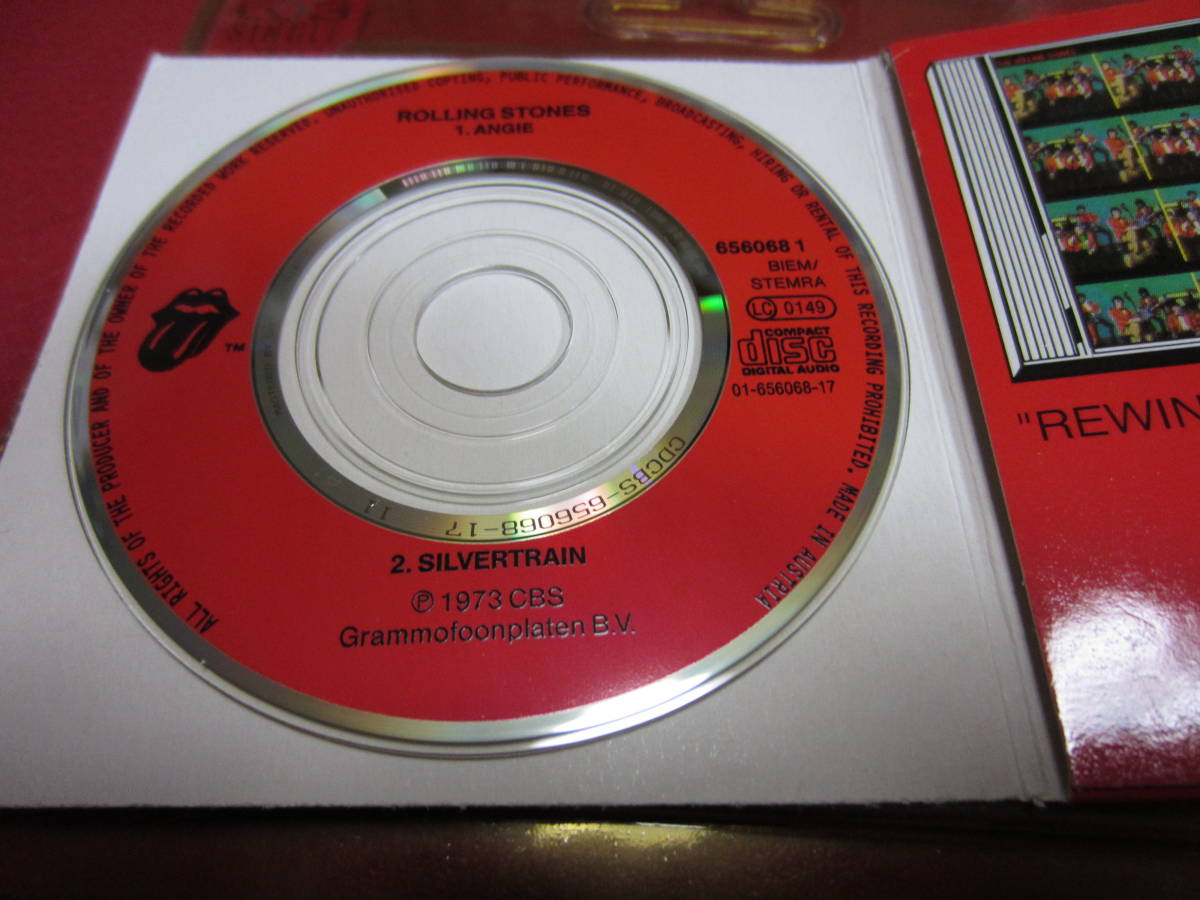 ROLLING STONES
1. ANGIE
656068 1
BIEM/
STEMRA
LC 0149
COMPACT
disc
DIGITAL AUDIO
01-656068-17
TM
CDCBS-656068-17 11
2. SILVERTRAIN
℗ 1973 CBS
Grammofoonplaten B.V.
ALL RIGHTS OF THE PRODUCER AND OF THE OWNER OF THE RECORDED WORK RESERVED, UNAUTHORISED COPYING, PUBLIC PERFORMANCE, BROADCASTING, HIRING OR RENTAL OF THIS RECORDING PROHIBITED. MADE IN AUSTRIA
"REWIN